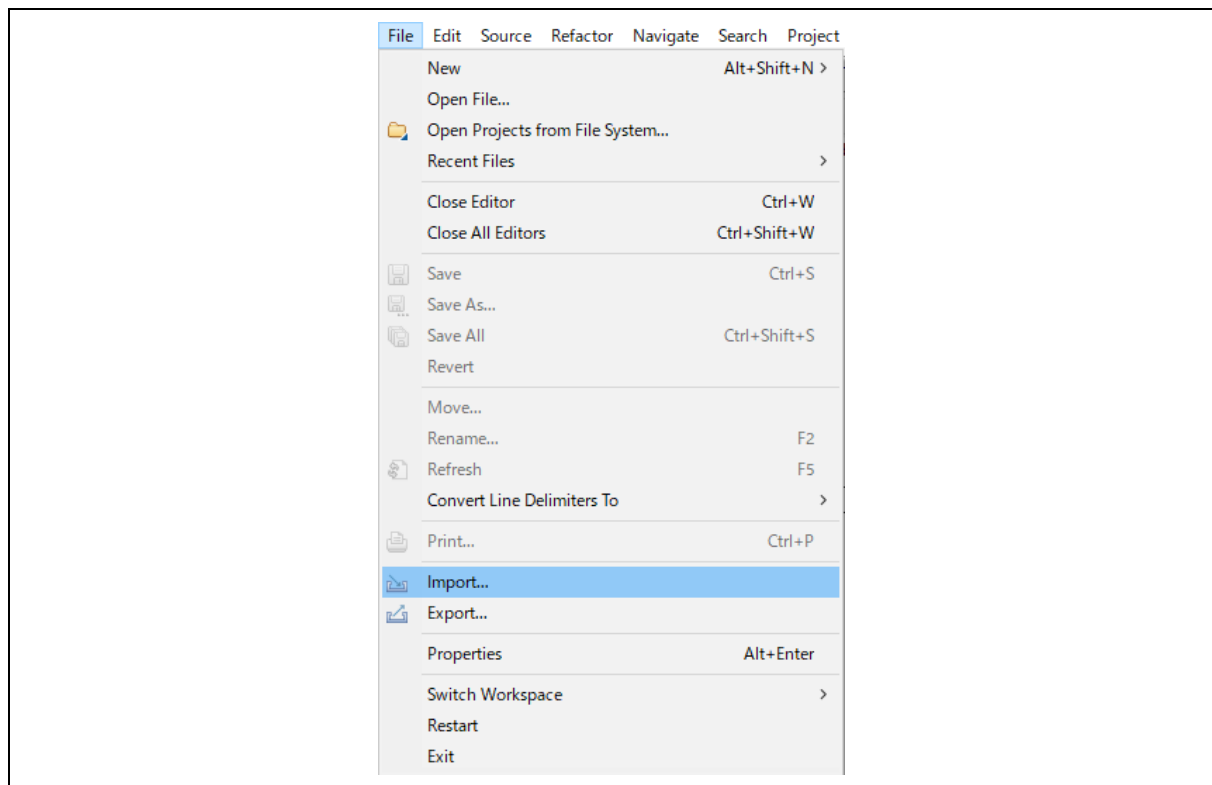 File Edit Source Refactor Navigate Search Project
New Alt+Shift+N >
Open File...
Open Projects from File System...
Recent Files >
Close Editor Ctrl+W
Close All Editors Ctrl+Shift+W
Save Ctrl+S
Save As...
Save All Ctrl+Shift+S
Revert
Move...
Rename... F2
Refresh F5
Convert Line Delimiters To >
Print... Ctrl+P
Import...
Export...
Properties Alt+Enter
Switch Workspace >
Restart
Exit